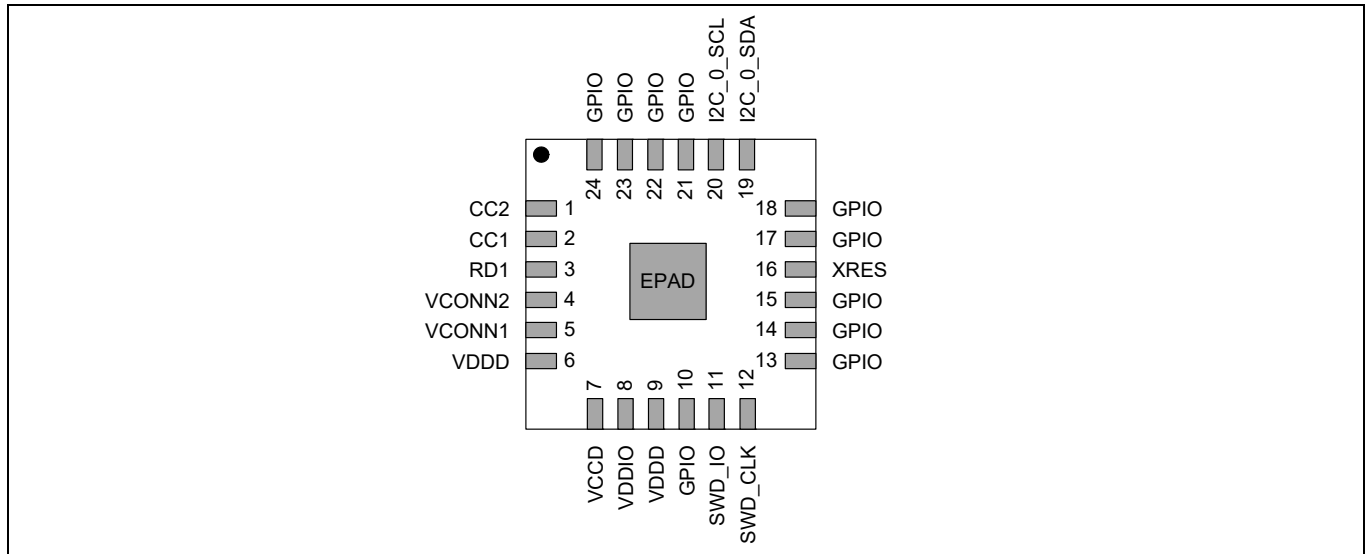 GPIO
GPIO
GPIO
GPIO
I2C_0_SCL
I2C_0_SDA
24
23
22
21
20
19
CC2 1
CC1 2
RD1 3
VCONN2 4
VCONN1 5
VDDD 6
EPAD
18 GPIO
17 GPIO
16 XRES
15 GPIO
14 GPIO
13 GPIO
7
8
9
10
11
12
VCCD
VDDIO
VDDD
GPIO
SWD_IO
SWD_CLK